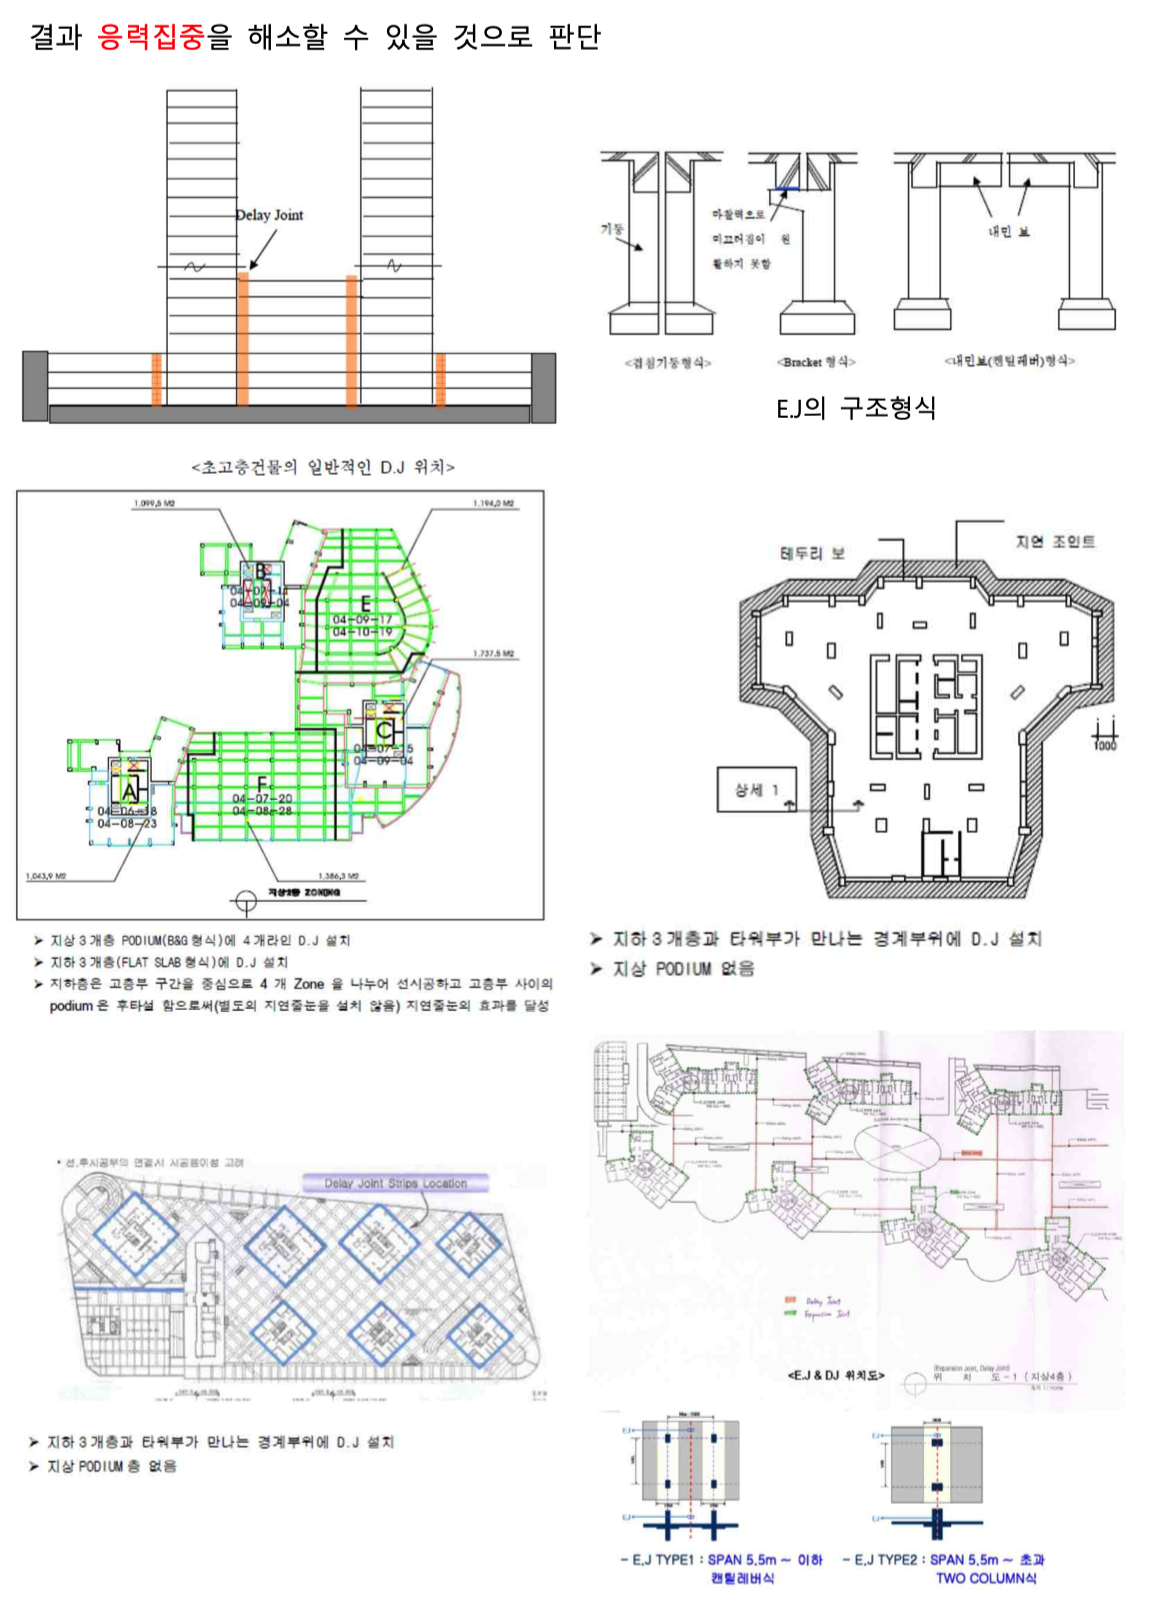 결과 응력집중을 해소할 수 있을 것으로 판단
Delay Joint
<초고층건물의 일반적인 D.J 위치>
기둥
마찰력으로
미끄러짐이 원
활하지 못함
내민 보
<겹침기둥형식>
<Bracket 형식>
<내민보(캔틸레버)형식>
E.J의 구조형식
1,099,5 M2
1,194,0 M2
B
04-07-14
04-09-04
E
04-09-17
04-10-19
1,737,5 M2
C
04-07-15
04-09-04
A
04-06-18
04-08-23
F
04-07-20
04-08-28
1,043,9 M2
1,386,3 M2
지상2층 ZONING
➢ 지상 3개층 PODIUM(B&G 형식)에 4개라인 D.J 설치
➢ 지하 3개층(FLAT SLAB 형식)에 D.J 설치
➢ 지하층은 고층부 구간을 중심으로 4 개 Zone 을 나누어 선시공하고 고층부 사이의
podium 은 후타설 함으로써(별도의 지연줄눈을 설치 않음) 지연줄눈의 효과를 달성
테두리 보
지연 조인트
1000
상세 1
➢ 지하 3개층과 타워부가 만나는 경계부위에 D.J 설치
➢ 지상 PODIUM 없음
• 선.후시공부의 연결시 시공용이성 고려
Delay Joint Strips Location
➢ 지하 3개층과 타워부가 만나는 경계부위에 D.J 설치
➢ 지상 PODIUM 층 없음
Delay Joint
Expansion Joint
<E.J & DJ 위치도>
(Expansion Joint, Delay Joint)
위 치 도 - 1 ( 지상4층 )
EJ
EJ
EJ
EJ
- E.J TYPE1 : SPAN 5.5m ~ 이하
캔틸레버식
- E.J TYPE2 : SPAN 5.5m ~ 초과
TWO COLUMN식